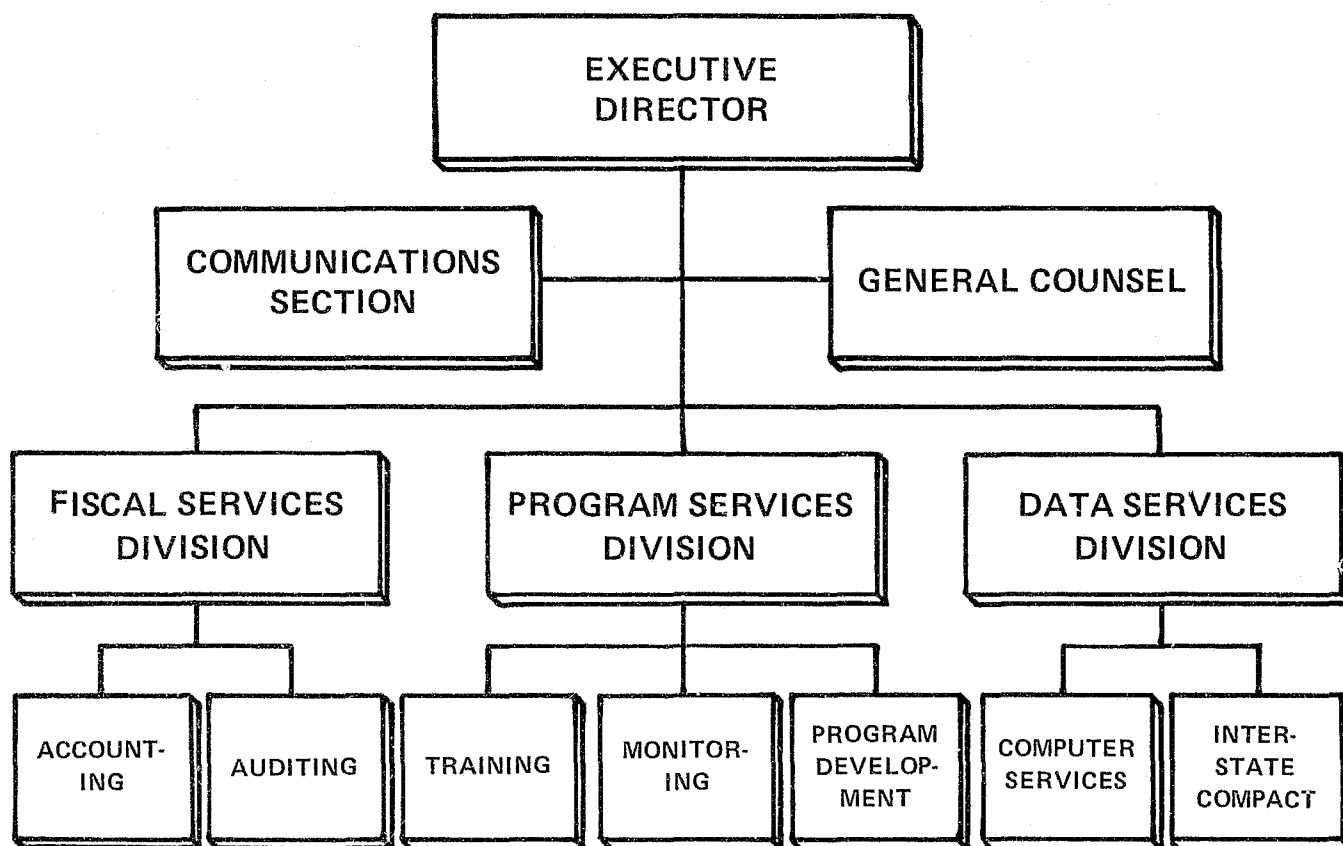 EXECUTIVE
DIRECTOR
COMMUNICATIONS
SECTION
GENERAL COUNSEL
FISCAL SERVICES
DIVISION
PROGRAM SERVICES
DIVISION
DATA SERVICES
DIVISION
ACCOUNT-
ING
AUDITING
TRAINING
MONITOR-
ING
PROGRAM
DEVELOP-
MENT
COMPUTER
SERVICES
INTER-
STATE
COMPACT